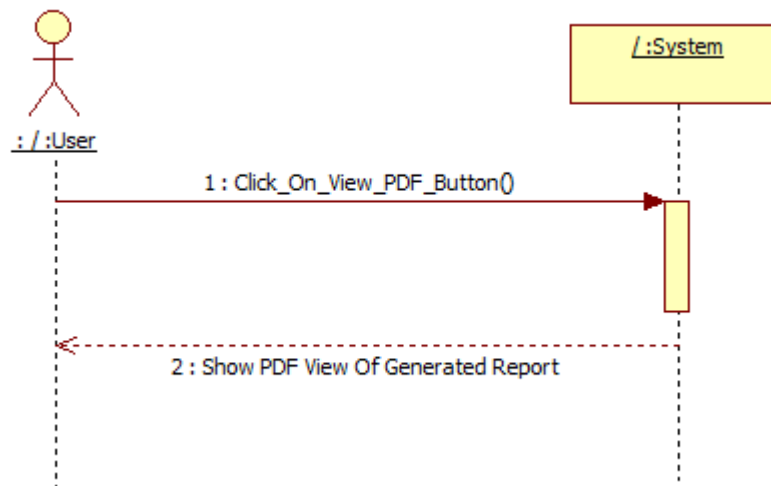 / :System
: / :User
1 : Click_On_View_PDF_Button()
2 : Show PDF View Of Generated Report